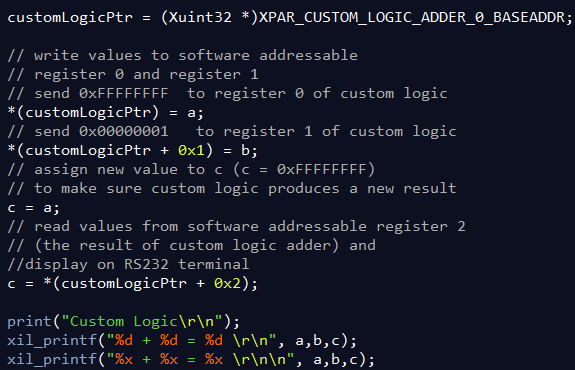 customLogicPtr = (Xuint32 *)XPAR_CUSTOM_LOGIC_ADDER_0_BASEADDR;

// write values to software addressable
// register 0 and register 1
// send 0xFFFFFFFF  to register 0 of custom logic
*(customLogicPtr) = a;
// send 0x00000001   to register 1 of custom logic
*(customLogicPtr + 0x1) = b;
// assign new value to c (c = 0xFFFFFFFF)
// to make sure custom logic produces a new result
c = a;
// read values from software addressable register 2
// (the result of custom logic adder) and
//display on RS232 terminal
c = *(customLogicPtr + 0x2);

print("Custom Logic\r\n");
xil_printf("%d + %d = %d \r\n", a,b,c);
xil_printf("%x + %x = %x \r\n\n", a,b,c);